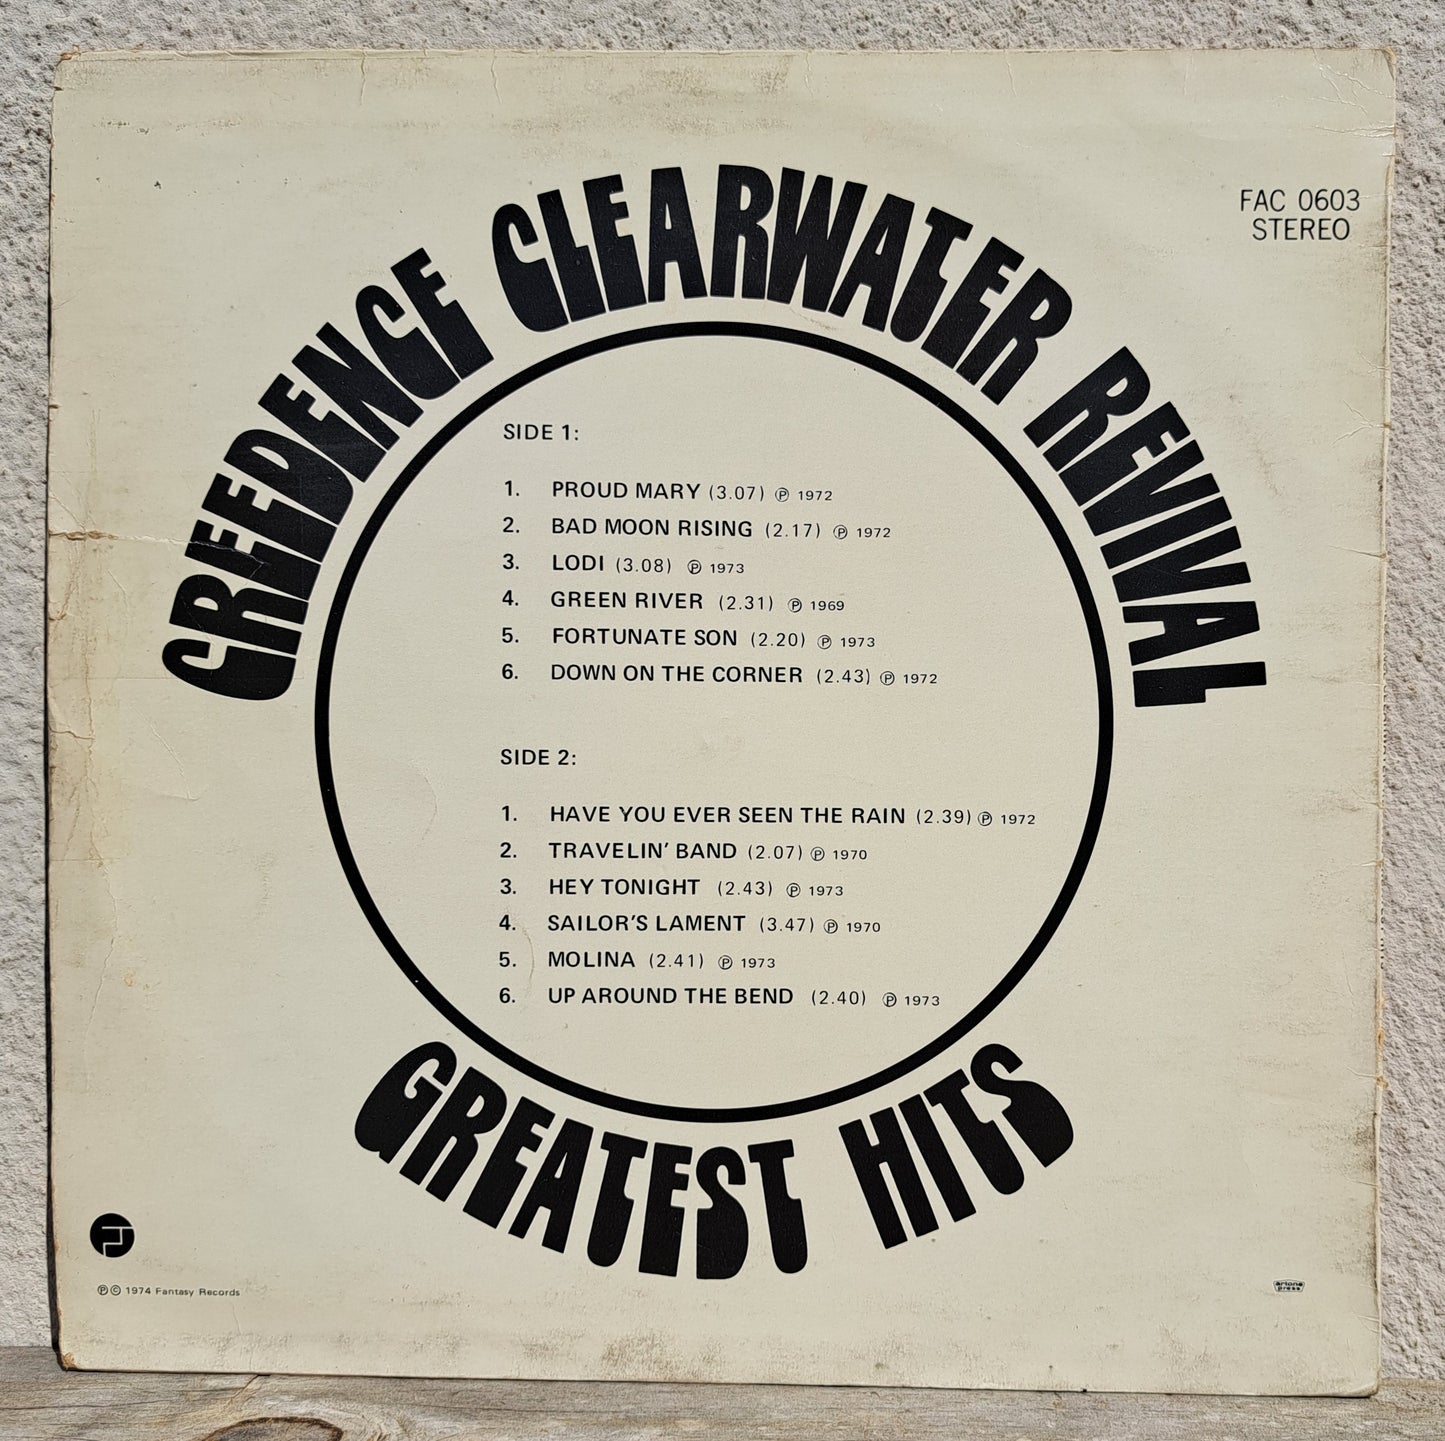 CREEDENCE CLEARWATER REVIVAL
FAC 0603
STEREO
SIDE 1:
1. PROUD MARY (3.07) Ⓟ 1972
2. BAD MOON RISING (2.17) Ⓟ 1972
3. LODI (3.08) Ⓟ 1973
4. GREEN RIVER (2.31) Ⓟ 1969
5. FORTUNATE SON (2.20) Ⓟ 1973
6. DOWN ON THE CORNER (2.43) Ⓟ 1972
SIDE 2:
1. HAVE YOU EVER SEEN THE RAIN (2.39) Ⓟ 1972
2. TRAVELIN' BAND (2.07) Ⓟ 1970
3. HEY TONIGHT (2.43) Ⓟ 1973
4. SAILOR'S LAMENT (3.47) Ⓟ 1970
5. MOLINA (2.41) Ⓟ 1973
6. UP AROUND THE BEND (2.40) Ⓟ 1973
GREATEST HITS
Ⓟ © 1974 Fantasy Records
artone
press